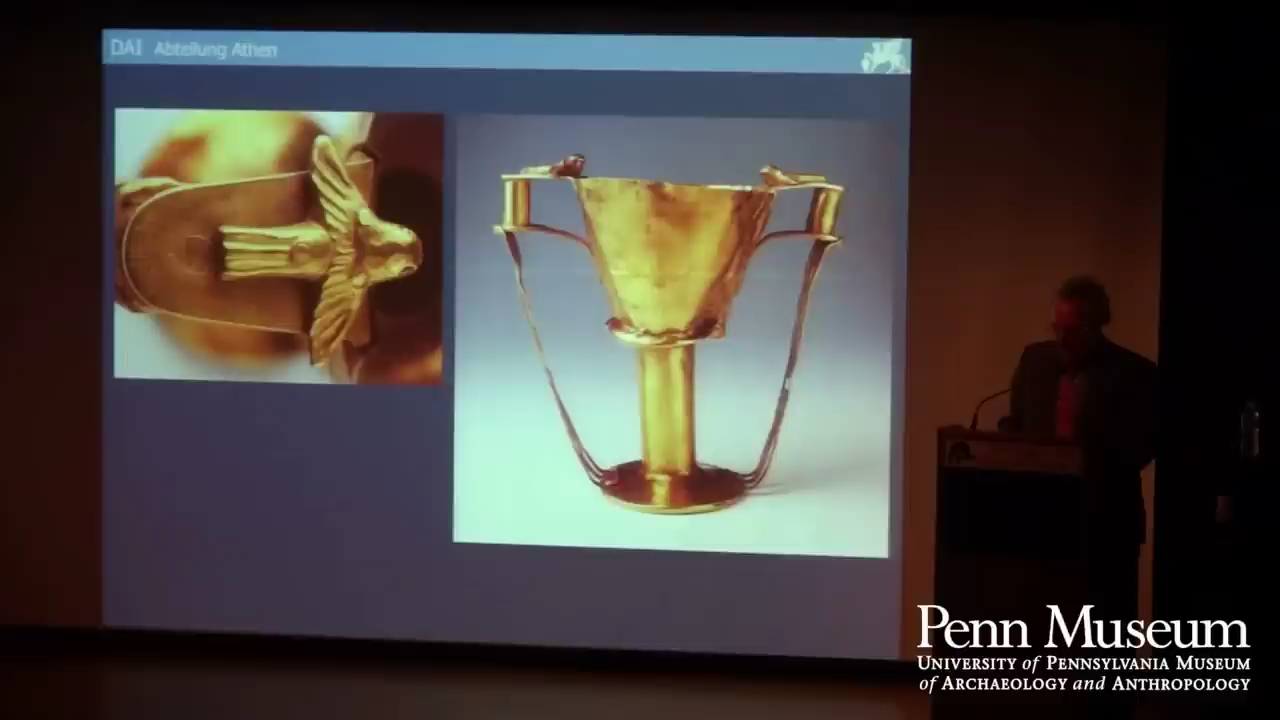 DAI Abteilung Athen
Penn Museum
UNIVERSITY of PENNSYLVANIA MUSEUM
of ARCHAEOLOGY and ANTHROPOLOGY